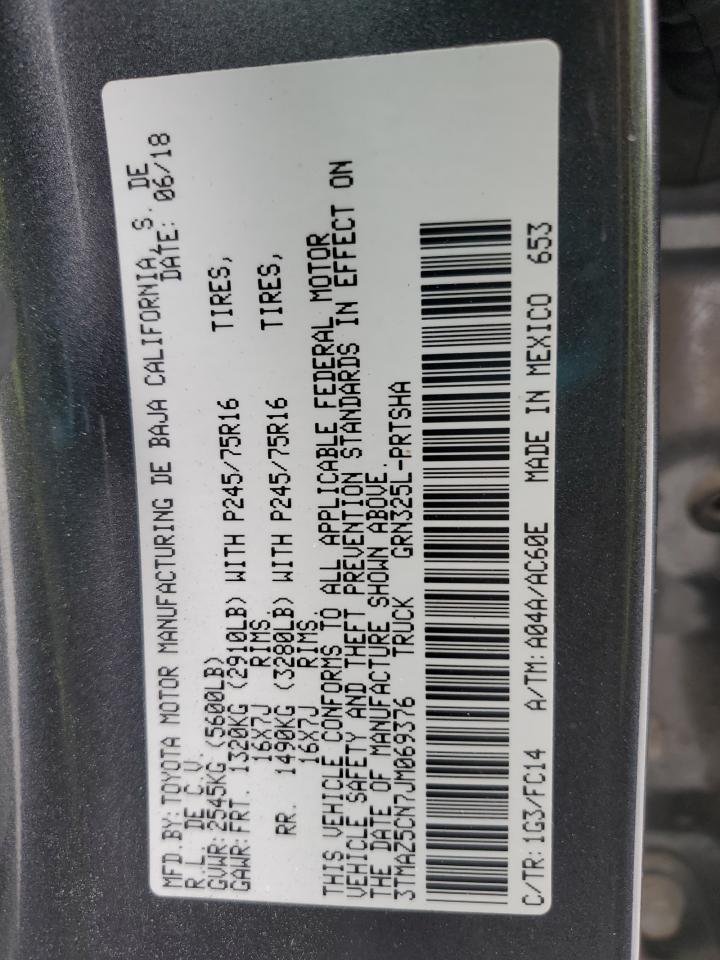 MFD.BY: TOYOTA MOTOR MANUFACTURING DE BAJA CALIFORNIA, S. DE
R.L. DE C.V. DATE: 06/18
GVWR: 2545KG (5600LB)
GAWR: FRT. 1320KG (2910LB) WITH P245/75R16 TIRES,
16X7J RIMS,
RR. 1490KG (3280LB) WITH P245/75R16 TIRES,
16X7J RIMS.
THIS VEHICLE CONFORMS TO ALL APPLICABLE FEDERAL MOTOR
VEHICLE SAFETY AND THEFT PREVENTION STANDARDS IN EFFECT ON
THE DATE OF MANUFACTURE SHOWN ABOVE.
3TMAZ5CN7JM069376 TRUCK GRN325L-PRTSHA
C/TR: 1G3/FC14 A/TM: A04A/AC60E MADE IN MEXICO 653